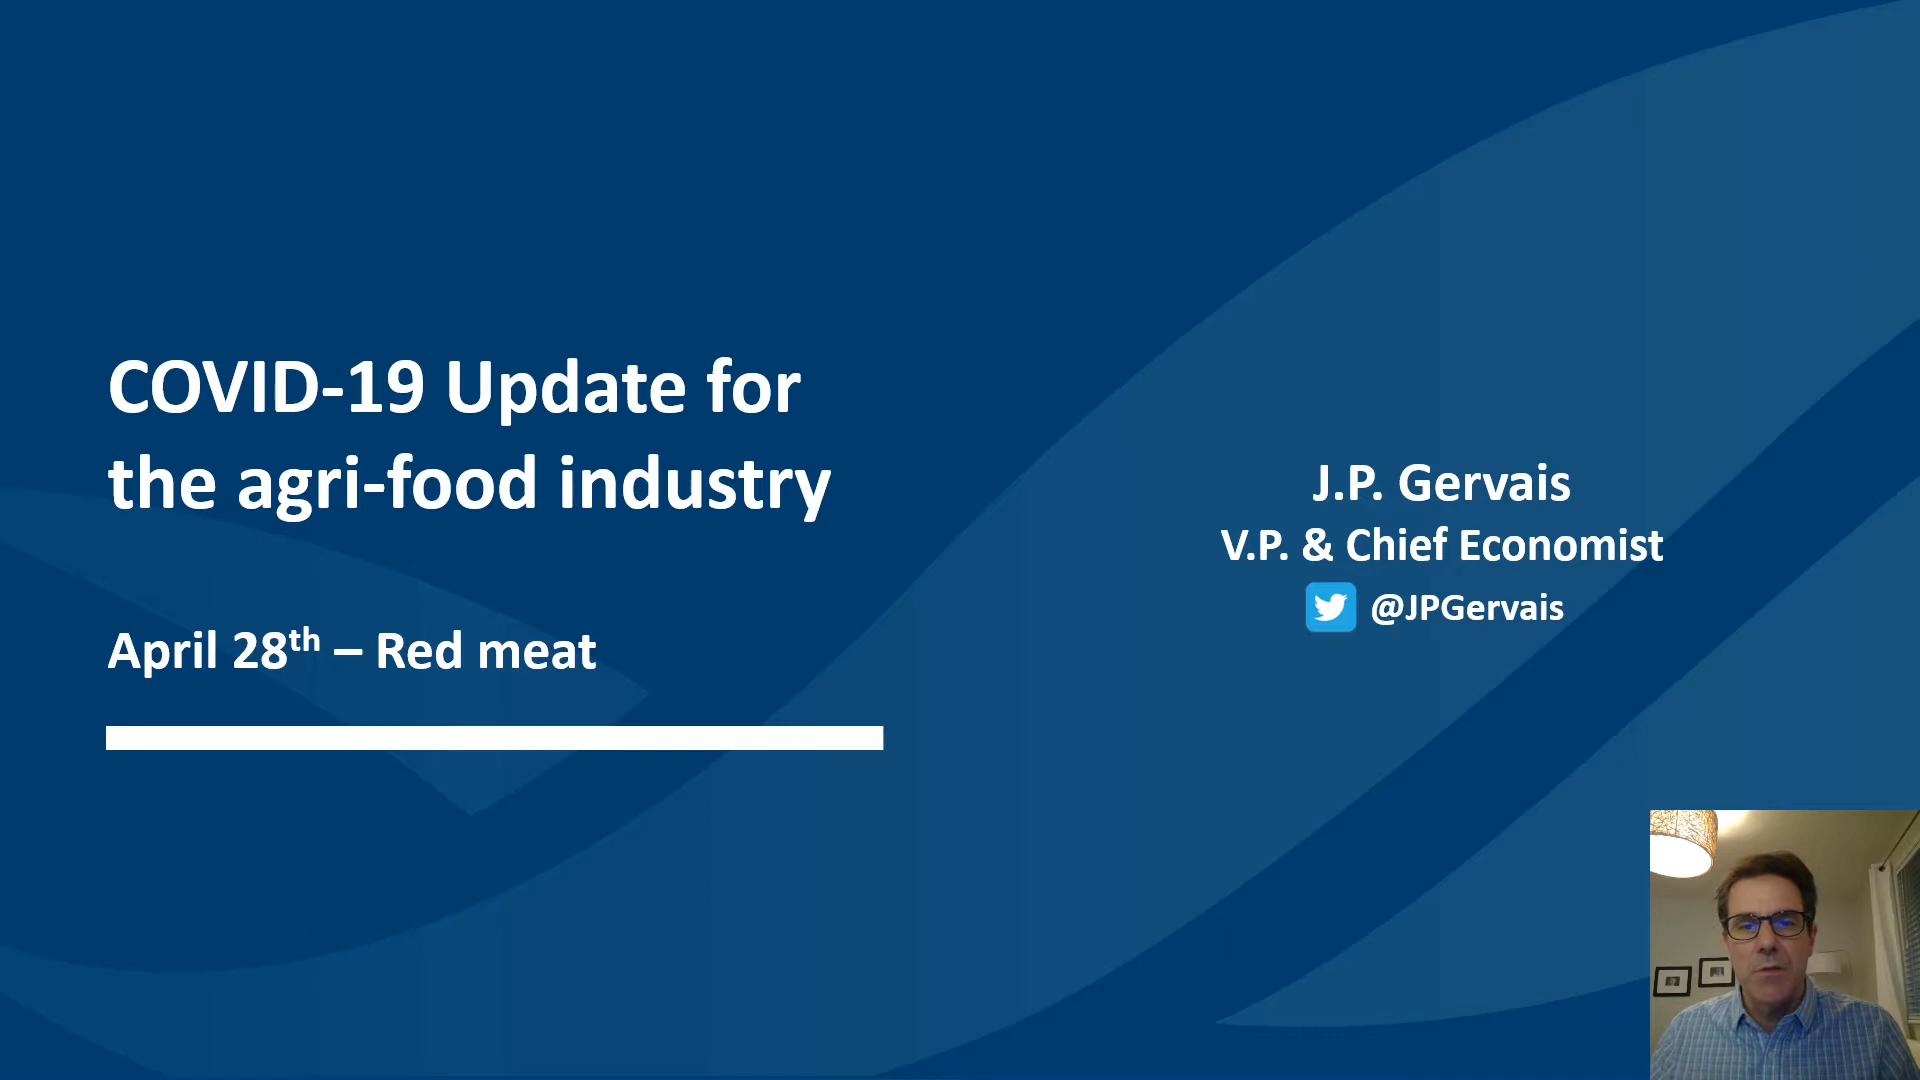 COVID-19 Update for
the agri-food industry
April 28th – Red meat
J.P. Gervais
V.P. & Chief Economist
@JPGervais